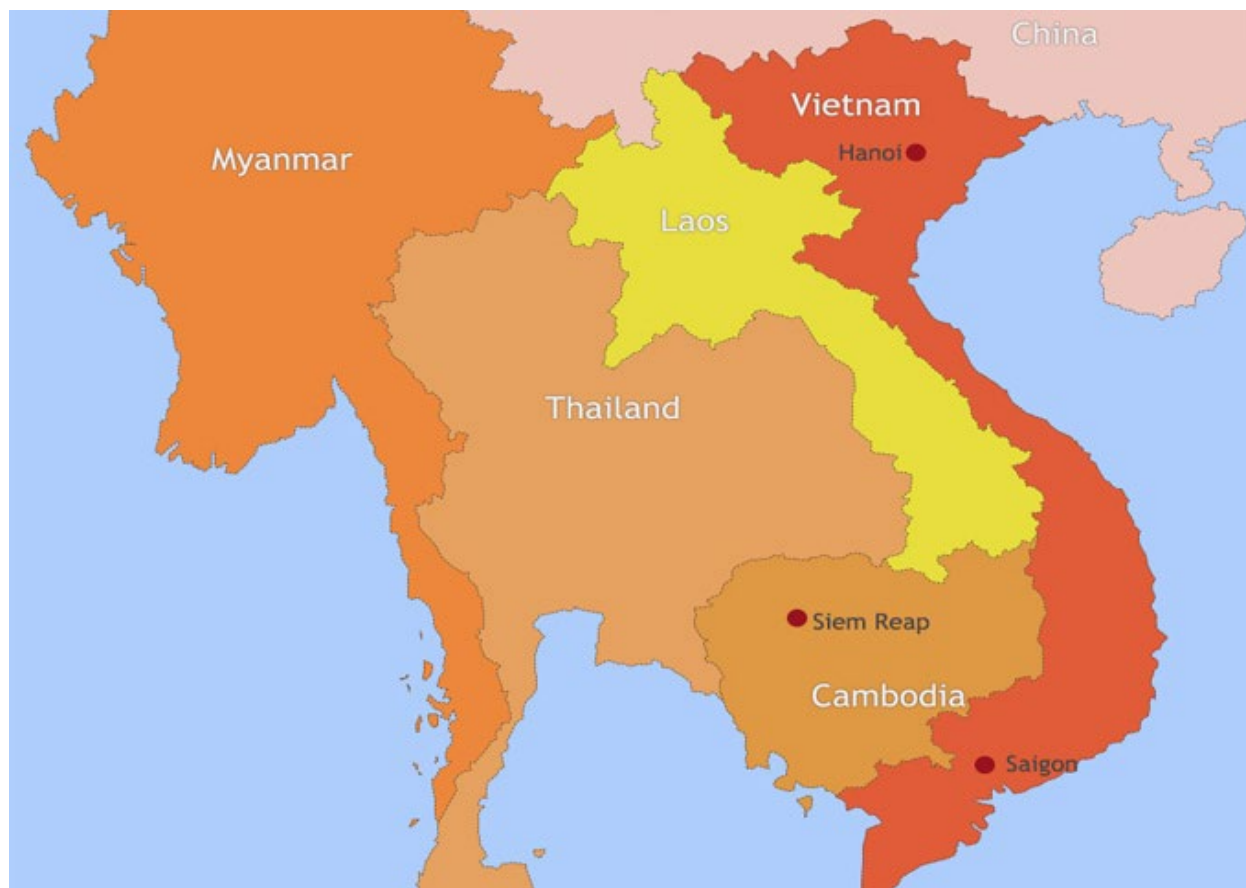 China
Vietnam
Hanoi
Myanmar
Laos
Thailand
Siem Reap
Cambodia
Saigon